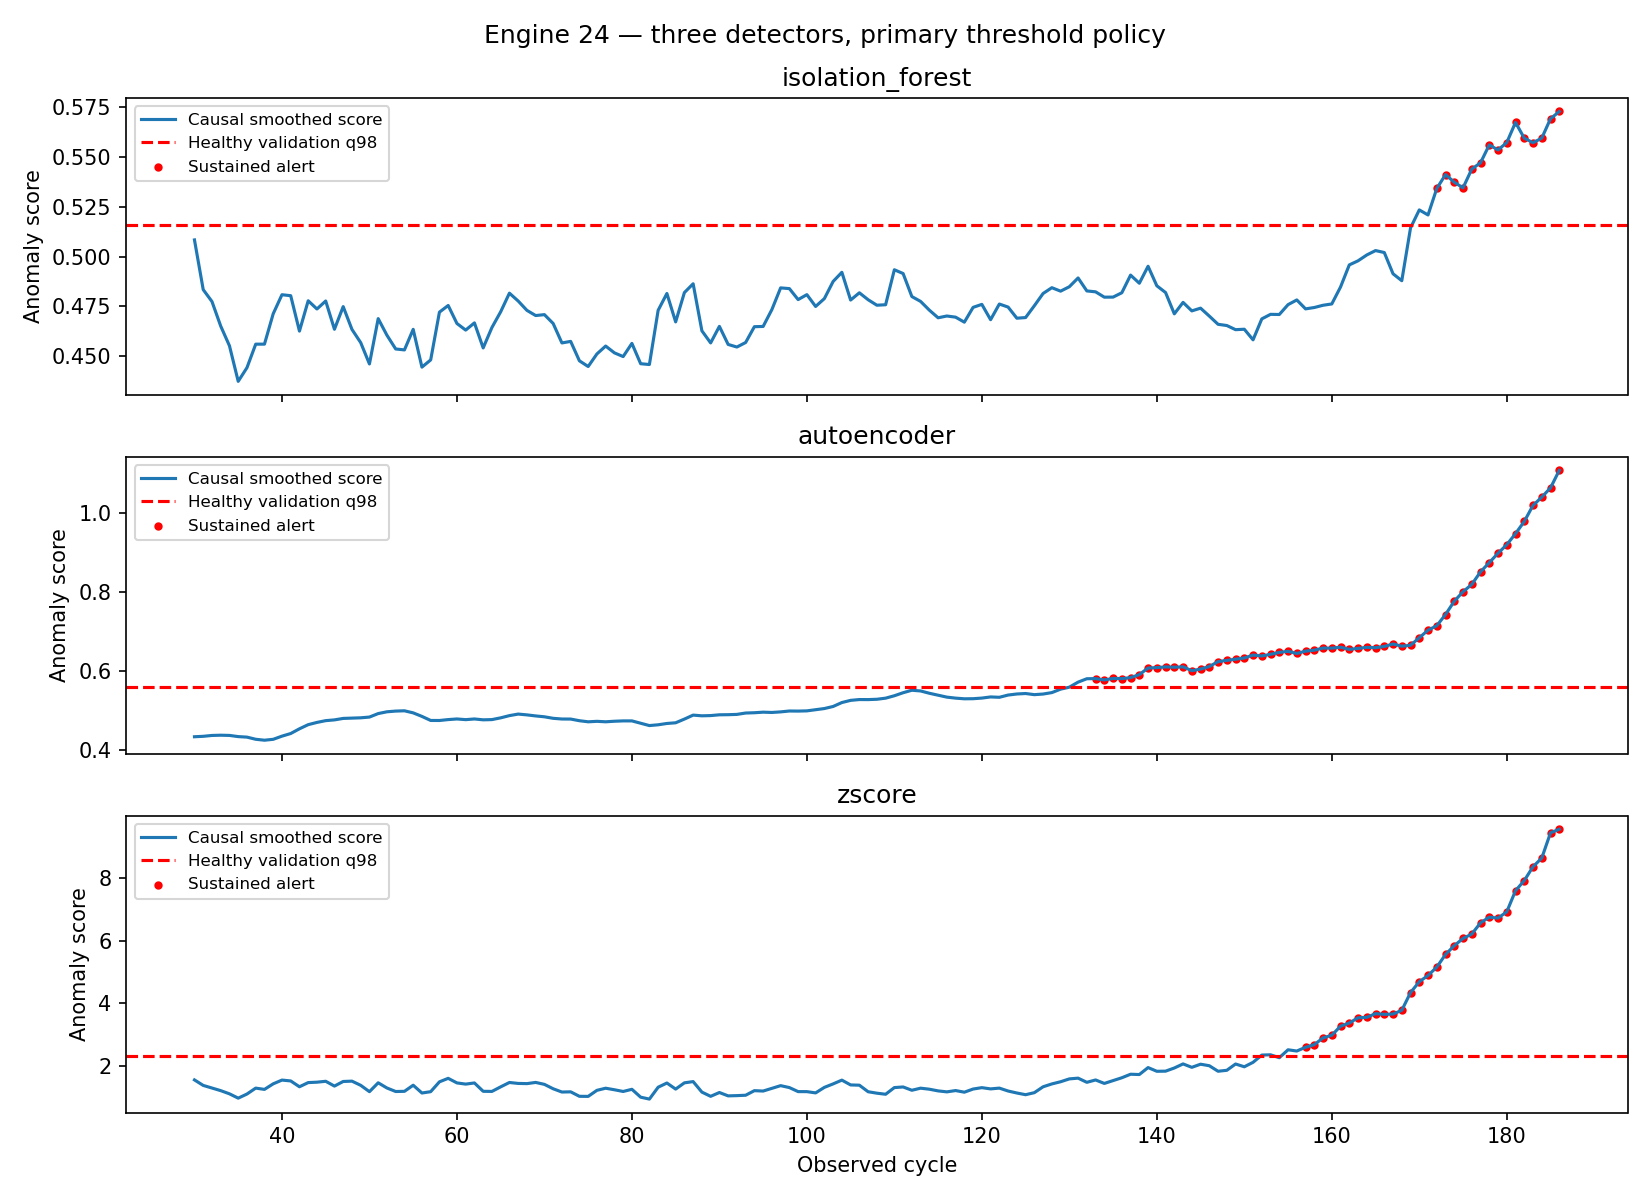 Engine 24 — three detectors, primary threshold policy
isolation_forest
Anomaly score
0.575
0.550
0.525
0.500
0.475
0.450
Causal smoothed score
Healthy validation q98
Sustained alert
autoencoder
Anomaly score
1.0
0.8
0.6
0.4
Causal smoothed score
Healthy validation q98
Sustained alert
zscore
Anomaly score
8
6
4
2
Causal smoothed score
Healthy validation q98
Sustained alert
40 60 80 100 120 140 160 180
Observed cycle